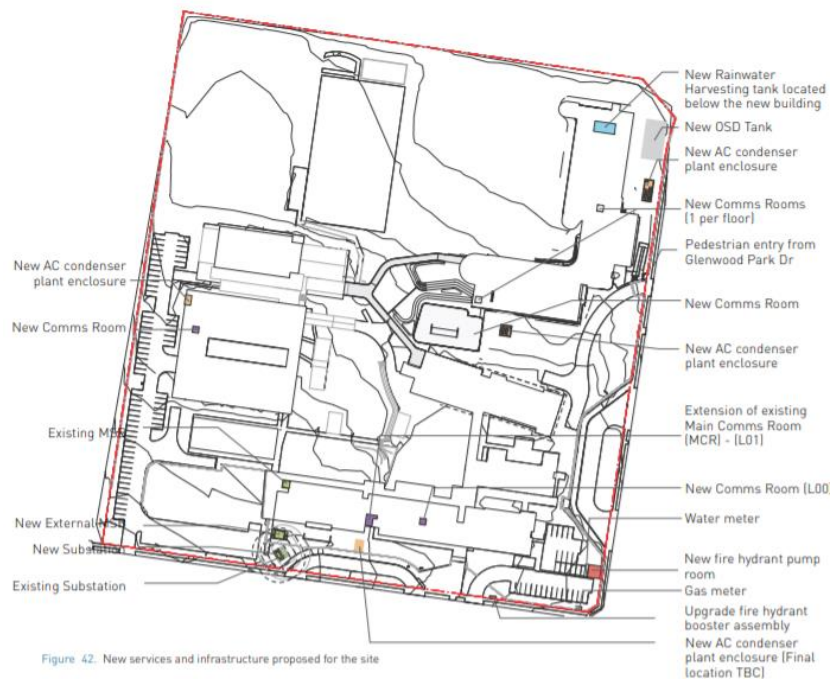 New Rainwater
Harvesting tank located
below the new building
New OSD Tank
New AC condenser
plant enclosure
New Comms Rooms
(1 per floor)
Pedestrian entry from
Glenwood Park Dr
New Comms Room
New AC condenser
plant enclosure
Extension of existing
Main Comms Room
(MCR) - (L01)
New Comms Room (L00)
Water meter
New fire hydrant pump
room
Gas meter
Upgrade fire hydrant
booster assembly
New AC condenser
plant enclosure (Final
location TBC)
New AC condenser
plant enclosure
New Comms Room
Existing MSB
New External MSB
New Substation
Existing Substation
Figure 42. New services and infrastructure proposed for the site